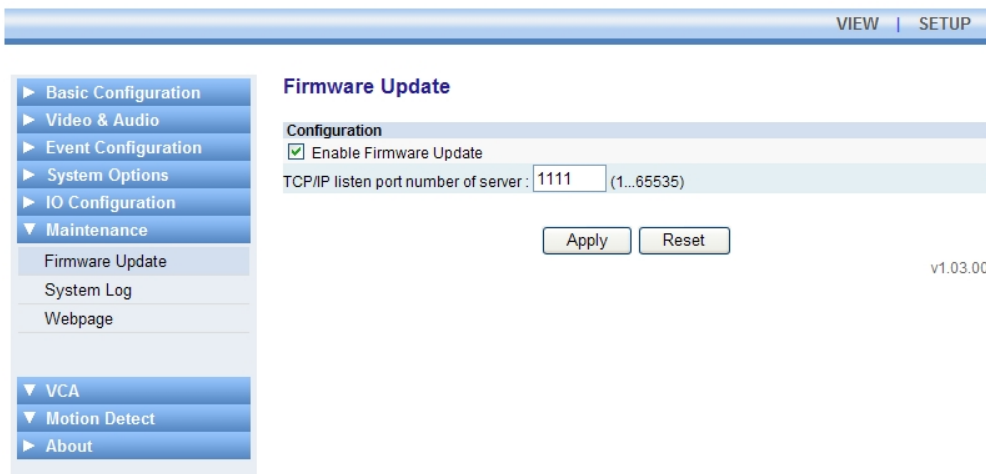 VIEW | SETUP
Basic Configuration
Video & Audio
Event Configuration
System Options
IO Configuration
Maintenance
Firmware Update
System Log
Webpage
VCA
Motion Detect
About
Firmware Update
Configuration
Enable Firmware Update
TCP/IP listen port number of server : 1111 (1...65535)
Apply Reset
v1.03.00